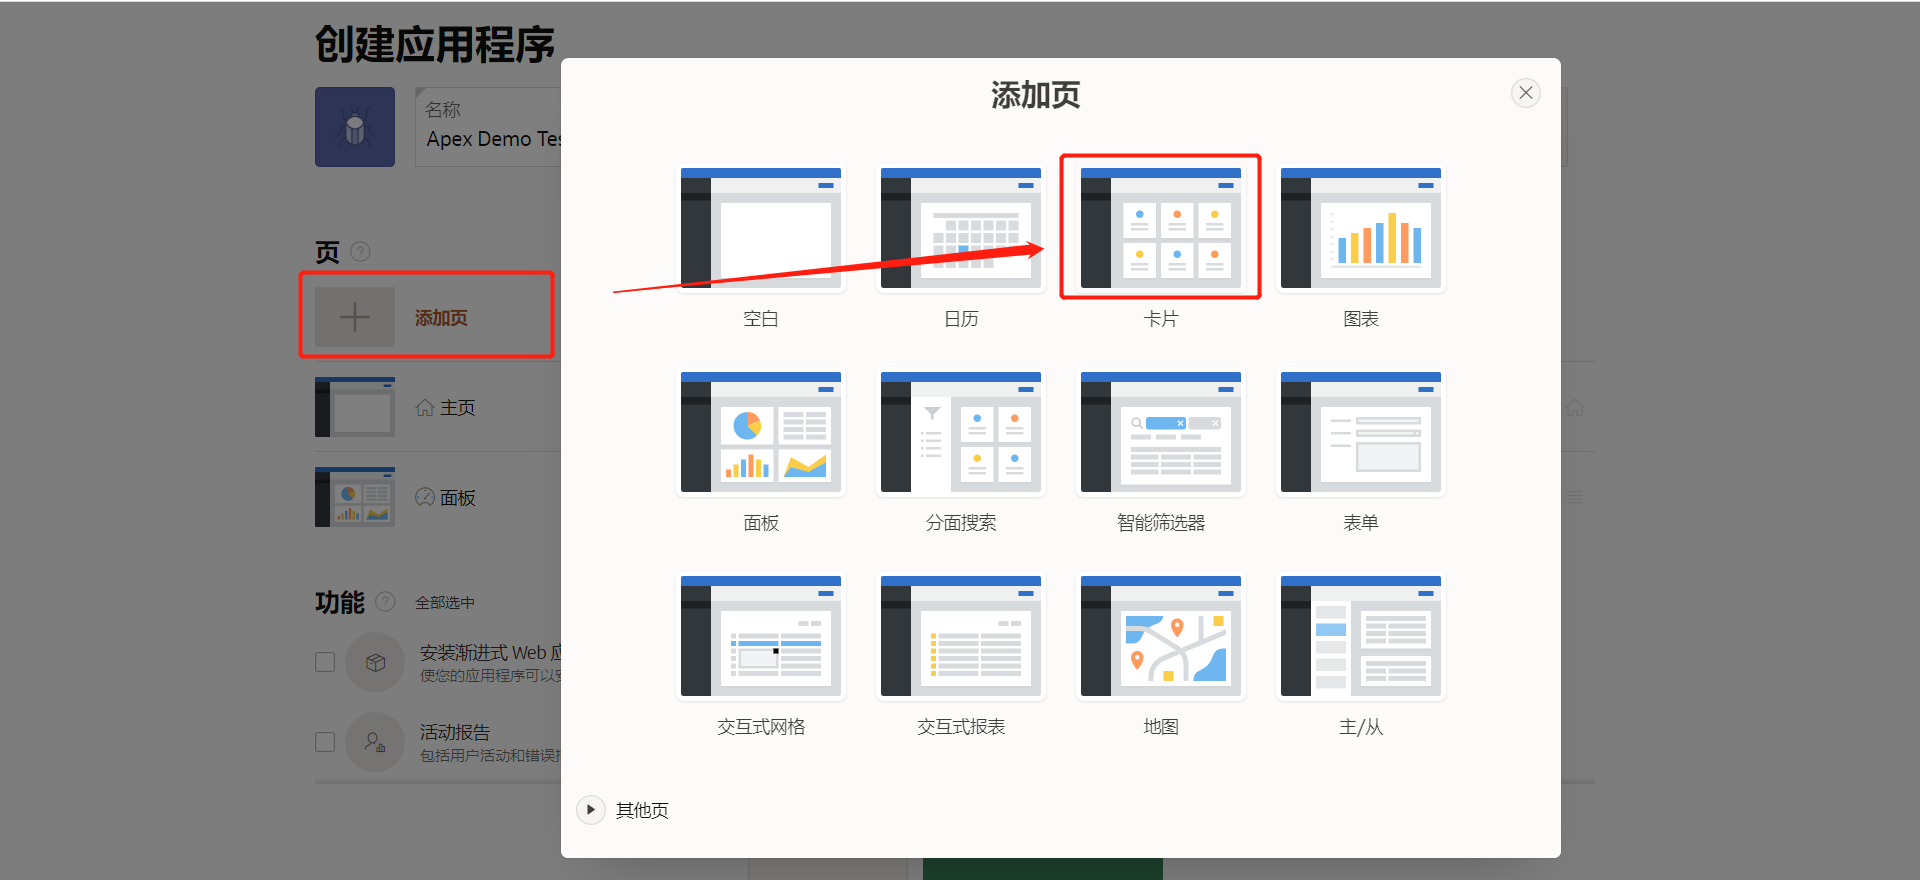 创建应用程序
名称
Apex Demo Tes
页
添加页
主页
面板
功能
全部选中
安装渐进式 Web 应
使您的应用程序可以安
活动报告
包括用户活动和错误报
添加页
空白
日历
卡片
图表
面板
分面搜索
智能筛选器
表单
交互式网格
交互式报表
地图
主/从
其他页